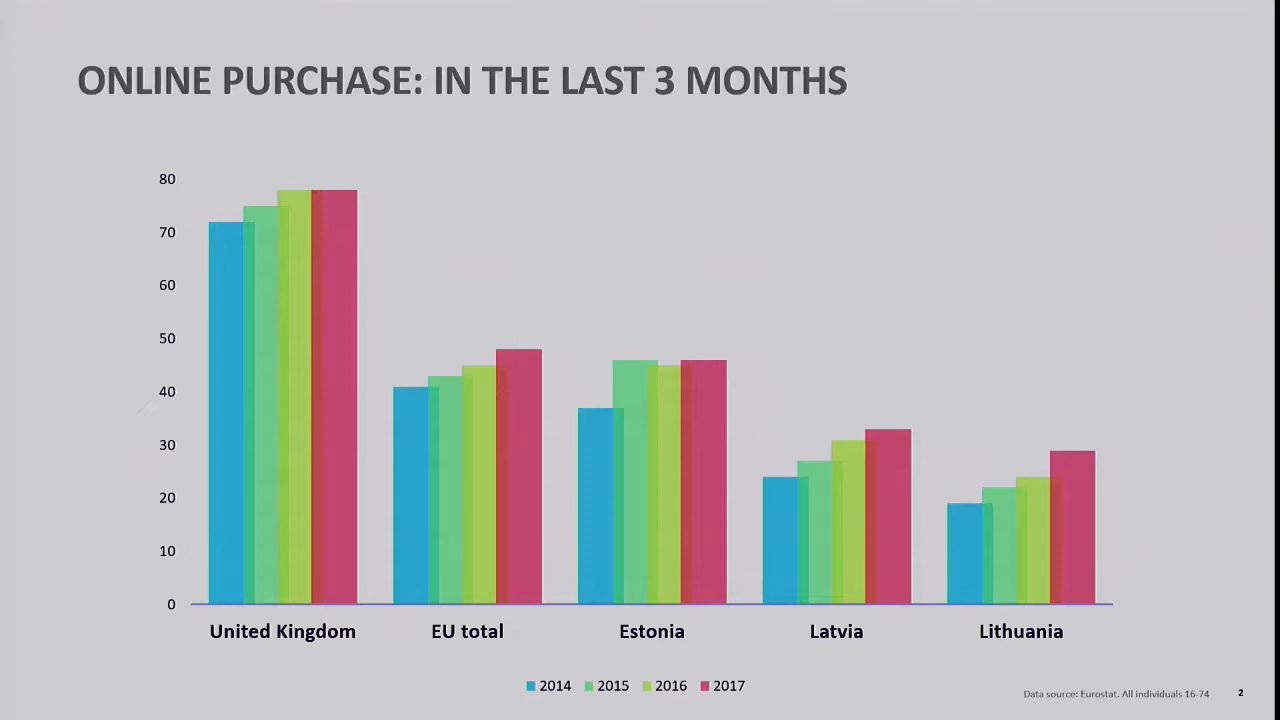 ONLINE PURCHASE: IN THE LAST 3 MONTHS
80
70
60
50
40
30
20
10
0
United Kingdom EU total Estonia Latvia Lithuania
2014 2015 2016 2017
Data source: Eurostat. All individuals 16-74 2